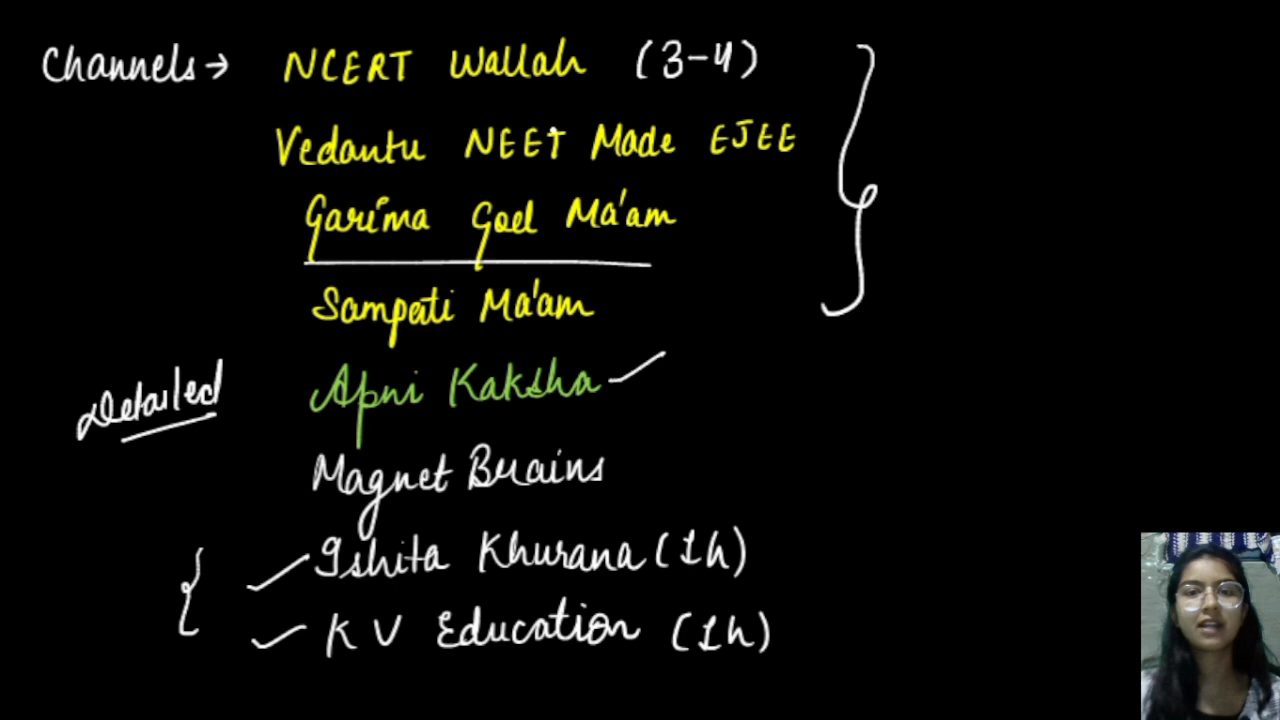 Channels → NCERT Wallah (3-4)
Vedantu NEET Made EJEE
Garima Goel Ma'am
Sampati Ma'am
Detailed Apni Kaksha
Magnet Brains
Ishita Khurana (1h)
KV Education (1h)